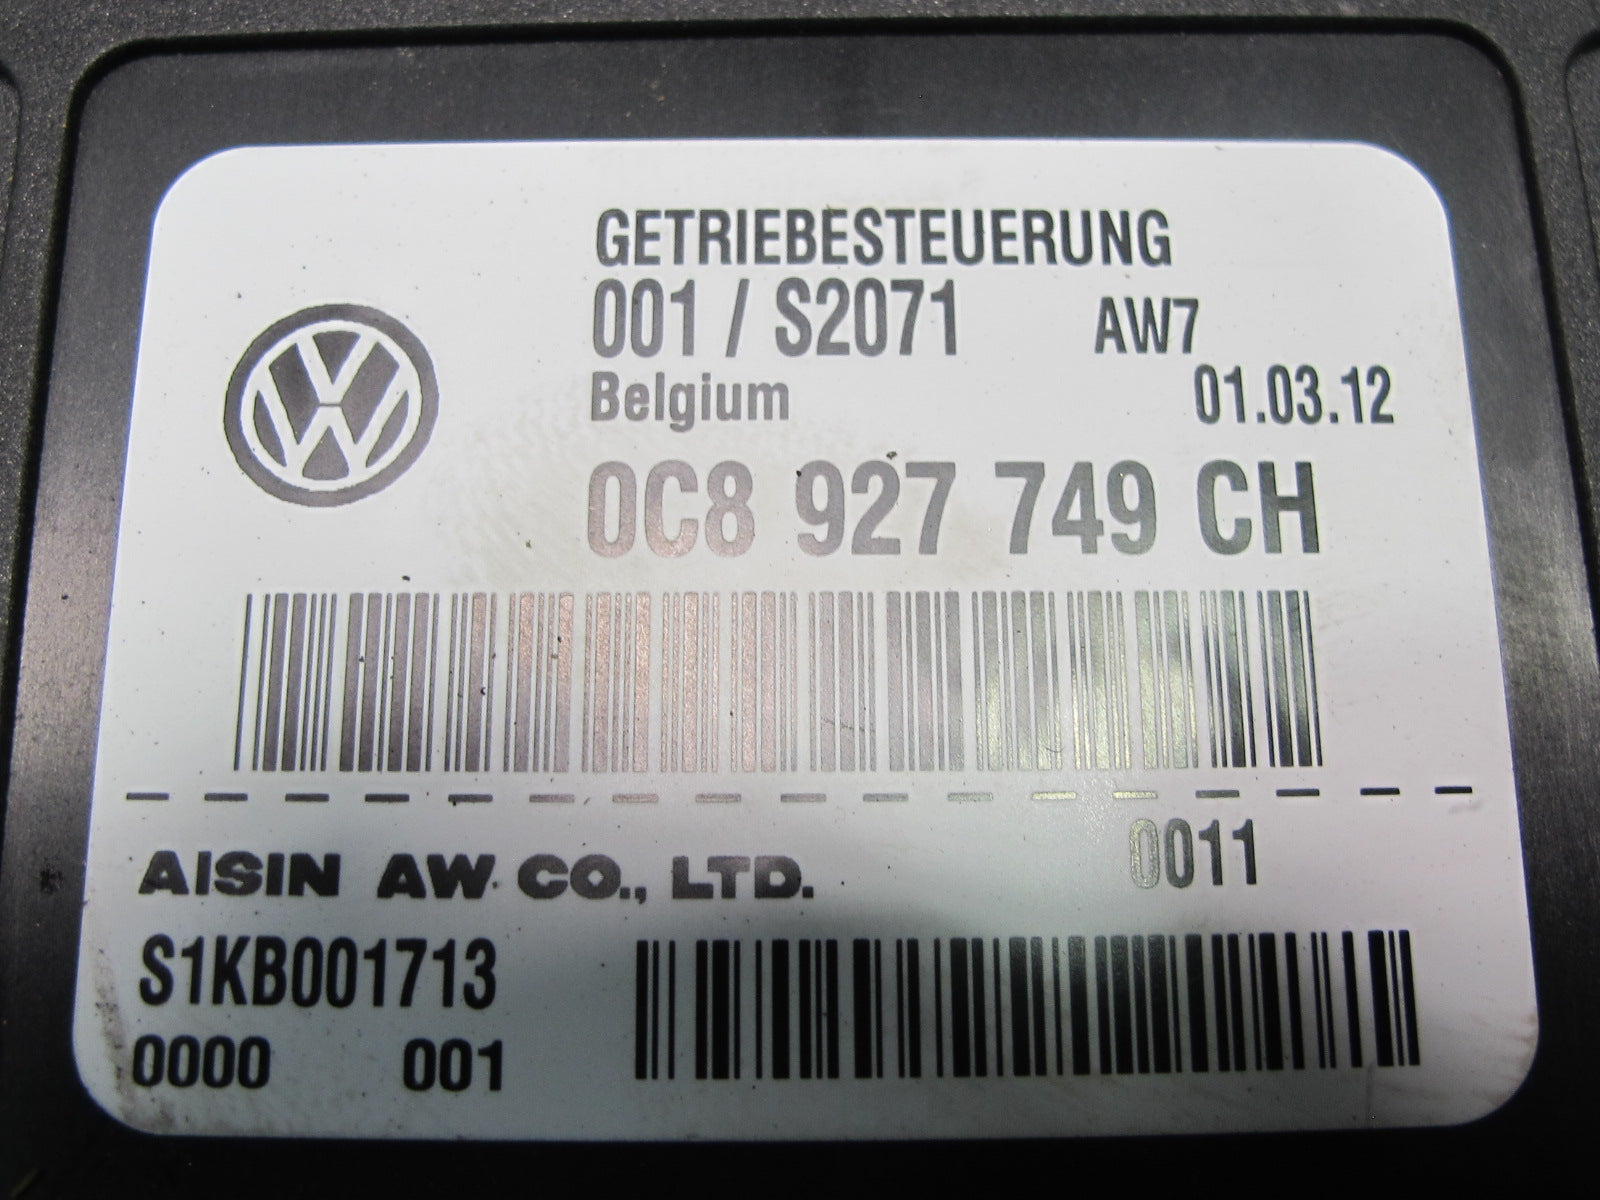 GETRIEBESTEUERUNG
001 / S2071 AW7
Belgium 01.03.12
0C8 927 749 CH
0011
AISIN AW CO., LTD.
S1KB001713
0000 001